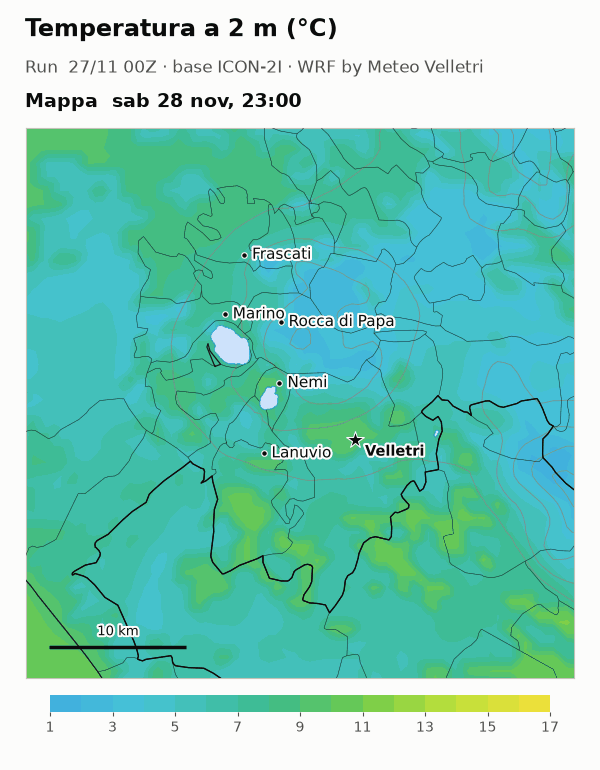 Temperatura a 2 m (°C)
Run  27/11 00Z · base ICON-2I · WRF by Meteo Velletri
Mappa  sab 28 nov, 23:00
Frascati
Marino
Rocca di Papa
Nemi
Velletri
Lanuvio
10 km
1 3 5 7 9 11 13 15 17